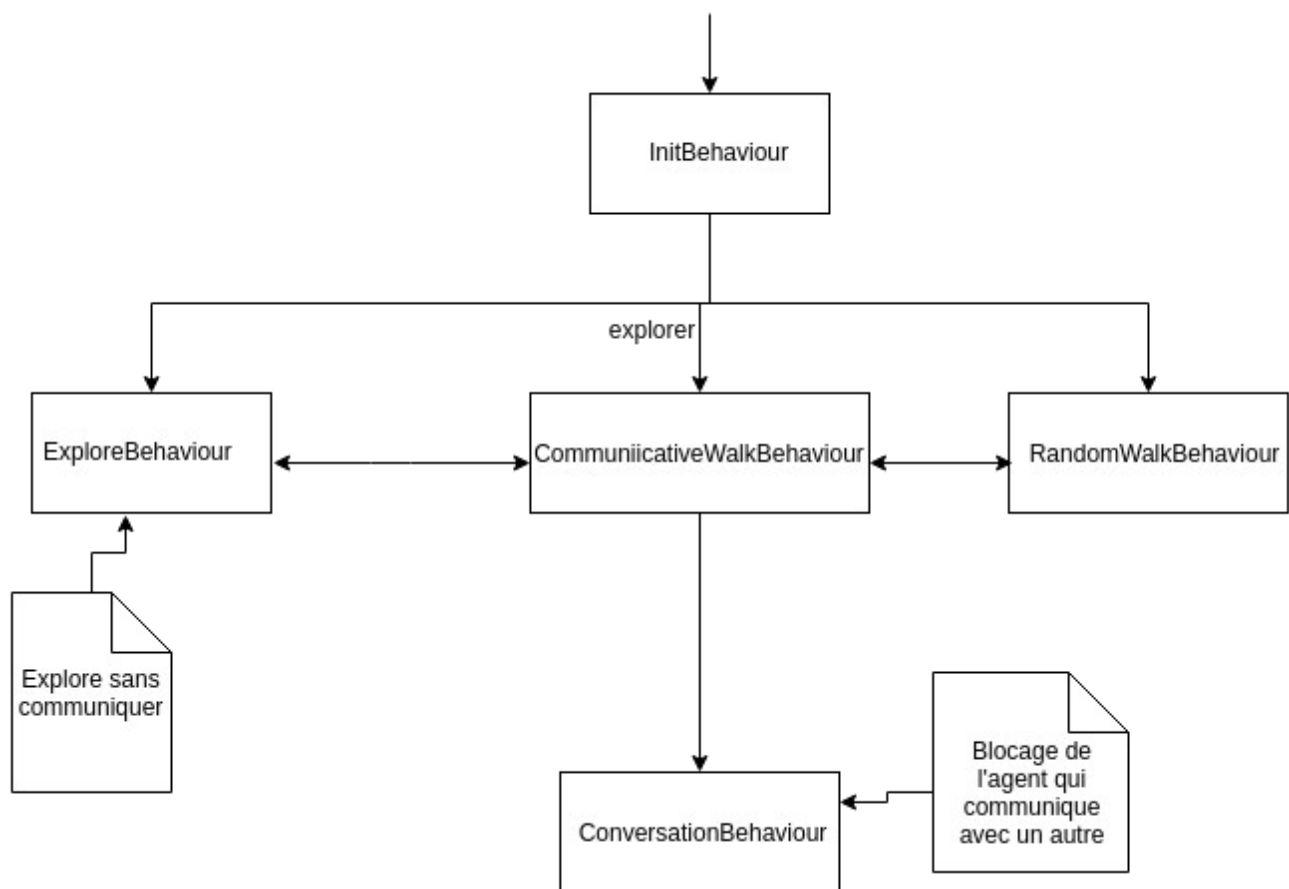 InitBehaviour
explorer
ExploreBehaviour
CommuniicativeWalkBehaviour
RandomWalkBehaviour
Explore sans
communiquer
Blocage de
l'agent qui
communique
avec un autre
ConversationBehaviour